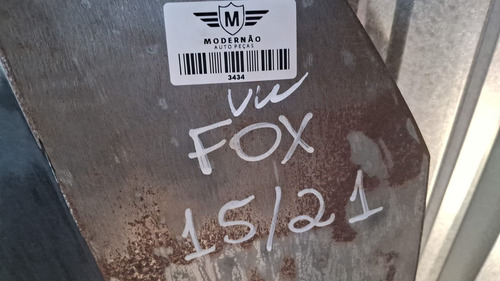 M
MODERNÃO
AUTO PEÇAS
3434
VW
FOX
15/21